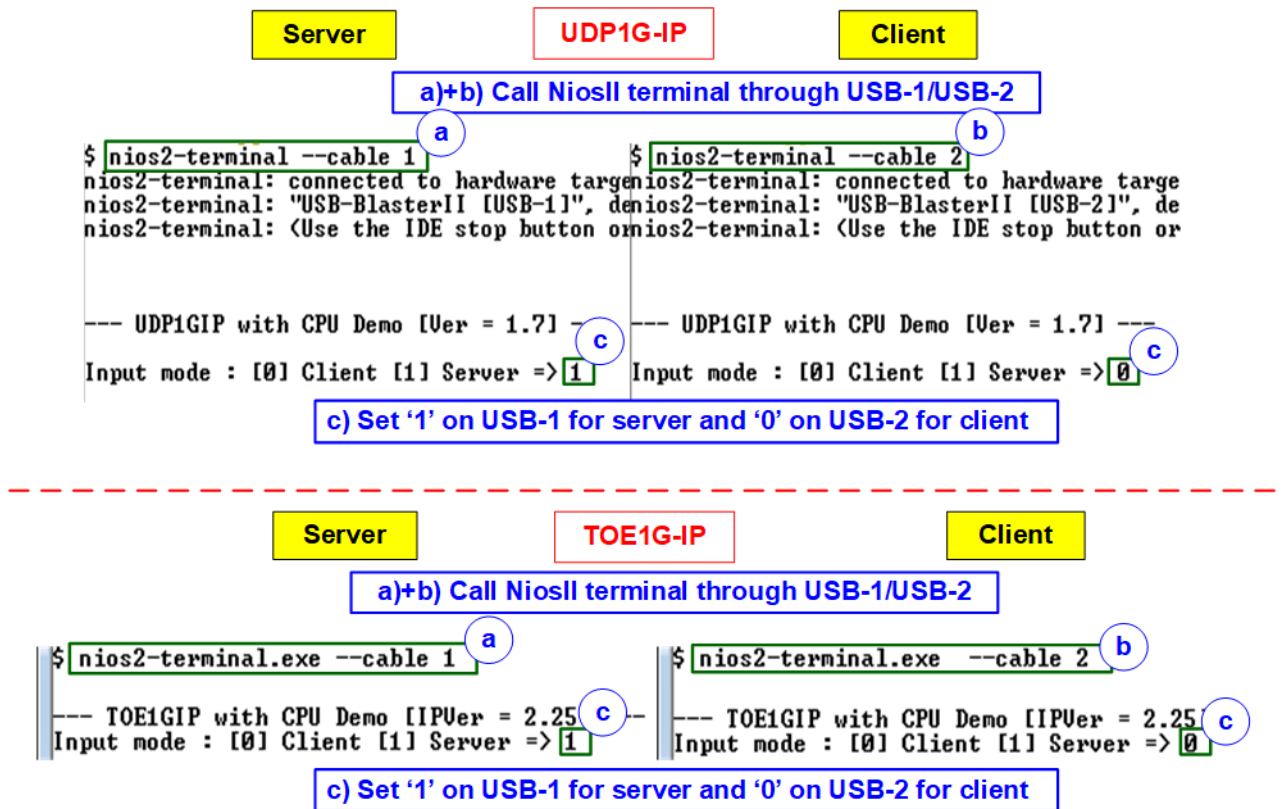 Server UDP1G-IP Client
a)+b) Call NiosII terminal through USB-1/USB-2
a
b
$ nios2-terminal --cable 1
nios2-terminal: connected to hardware targe
nios2-terminal: "USB-BlasterII [USB-1]", de
nios2-terminal: (Use the IDE stop button or
--- UDP1GIP with CPU Demo [Ver = 1.7] -
c
Input mode : [0] Client [1] Server => 1
$ nios2-terminal --cable 2
nios2-terminal: connected to hardware targe
nios2-terminal: "USB-BlasterII [USB-2]", de
nios2-terminal: (Use the IDE stop button or
--- UDP1GIP with CPU Demo [Ver = 1.7] ---
c
Input mode : [0] Client [1] Server => 0
c) Set ‘1’ on USB-1 for server and ‘0’ on USB-2 for client
Server TOE1G-IP Client
a)+b) Call NiosII terminal through USB-1/USB-2
a
$ nios2-terminal.exe --cable 1
--- TOE1GIP with CPU Demo [IPVer = 2.25 --
c
Input mode : [0] Client [1] Server => 1
b
$ nios2-terminal.exe --cable 2
--- TOE1GIP with CPU Demo [IPVer = 2.25]
c
Input mode : [0] Client [1] Server => 0
c) Set ‘1’ on USB-1 for server and ‘0’ on USB-2 for client